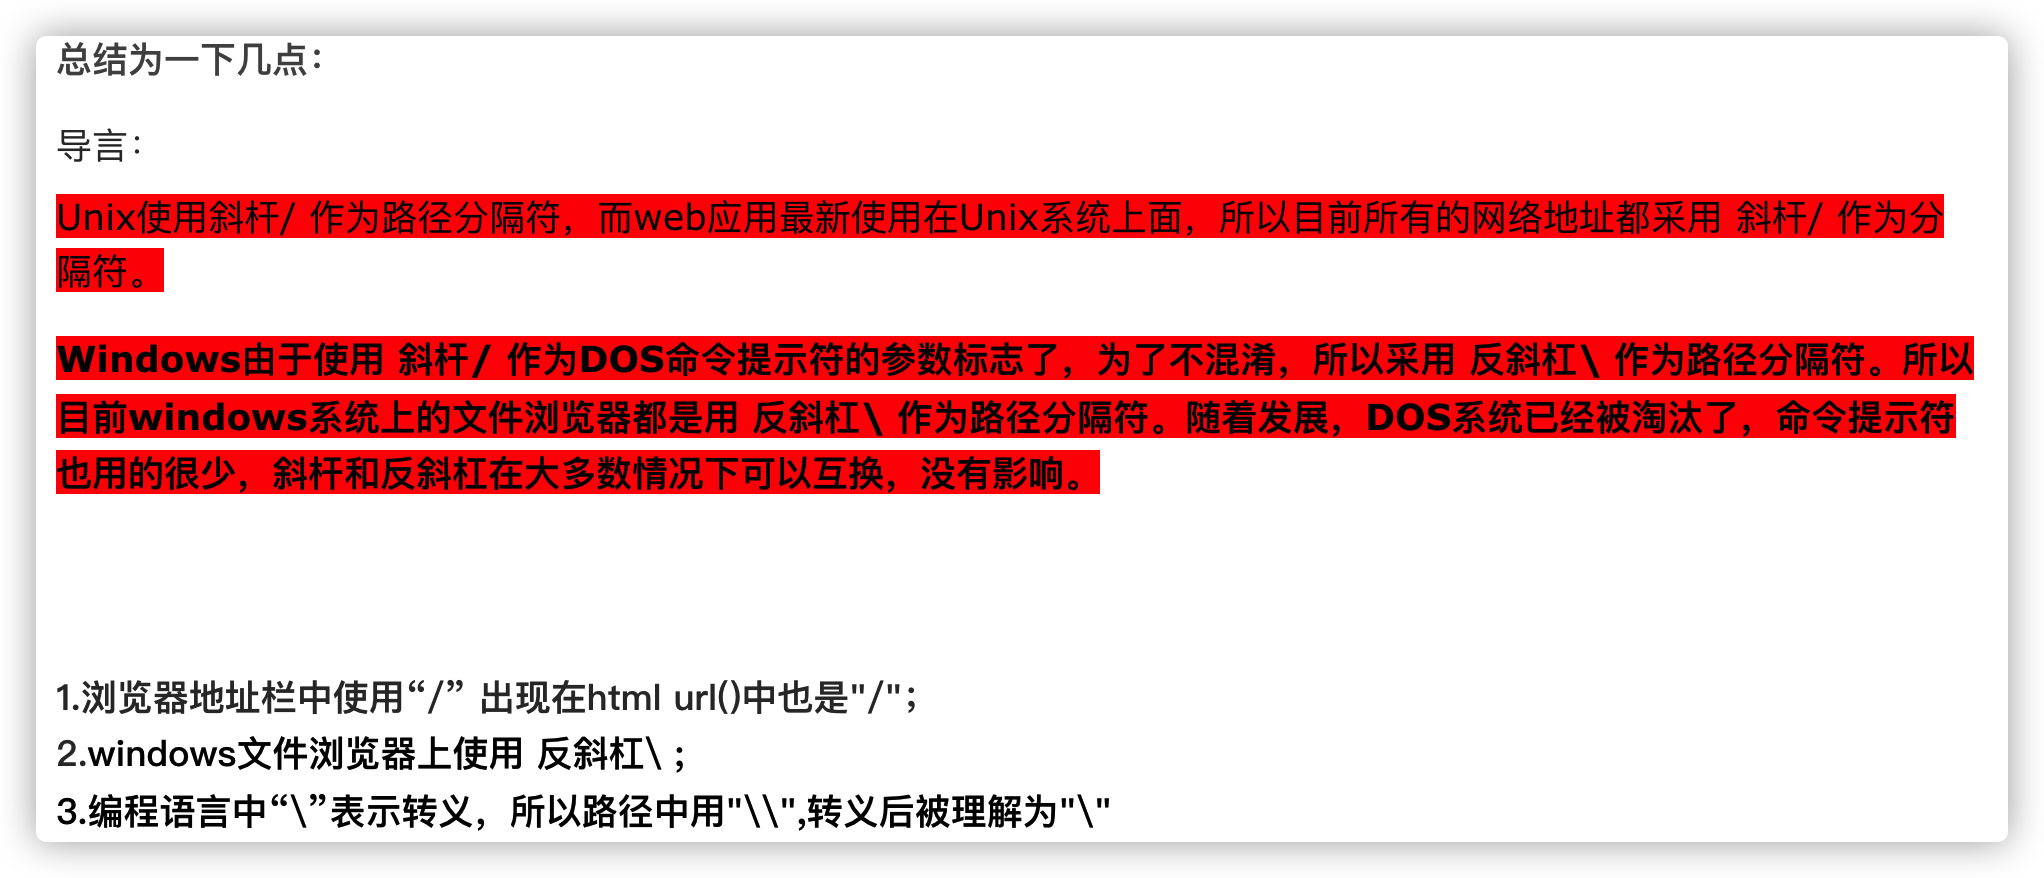 总结为一下几点：
导言：
Unix使用斜杆/ 作为路径分隔符，而web应用最新使用在Unix系统上面，所以目前所有的网络地址都采用 斜杆/ 作为分
隔符。
Windows由于使用 斜杆/ 作为DOS命令提示符的参数标志了，为了不混淆，所以采用 反斜杠\ 作为路径分隔符。所以
目前windows系统上的文件浏览器都是用 反斜杠\ 作为路径分隔符。随着发展，DOS系统已经被淘汰了，命令提示符
也用的很少，斜杆和反斜杠在大多数情况下可以互换，没有影响。
1.浏览器地址栏中使用“/” 出现在html url()中也是"/"；
2.windows文件浏览器上使用 反斜杠\ ；
3.编程语言中“\”表示转义，所以路径中用"\\",转义后被理解为"\"